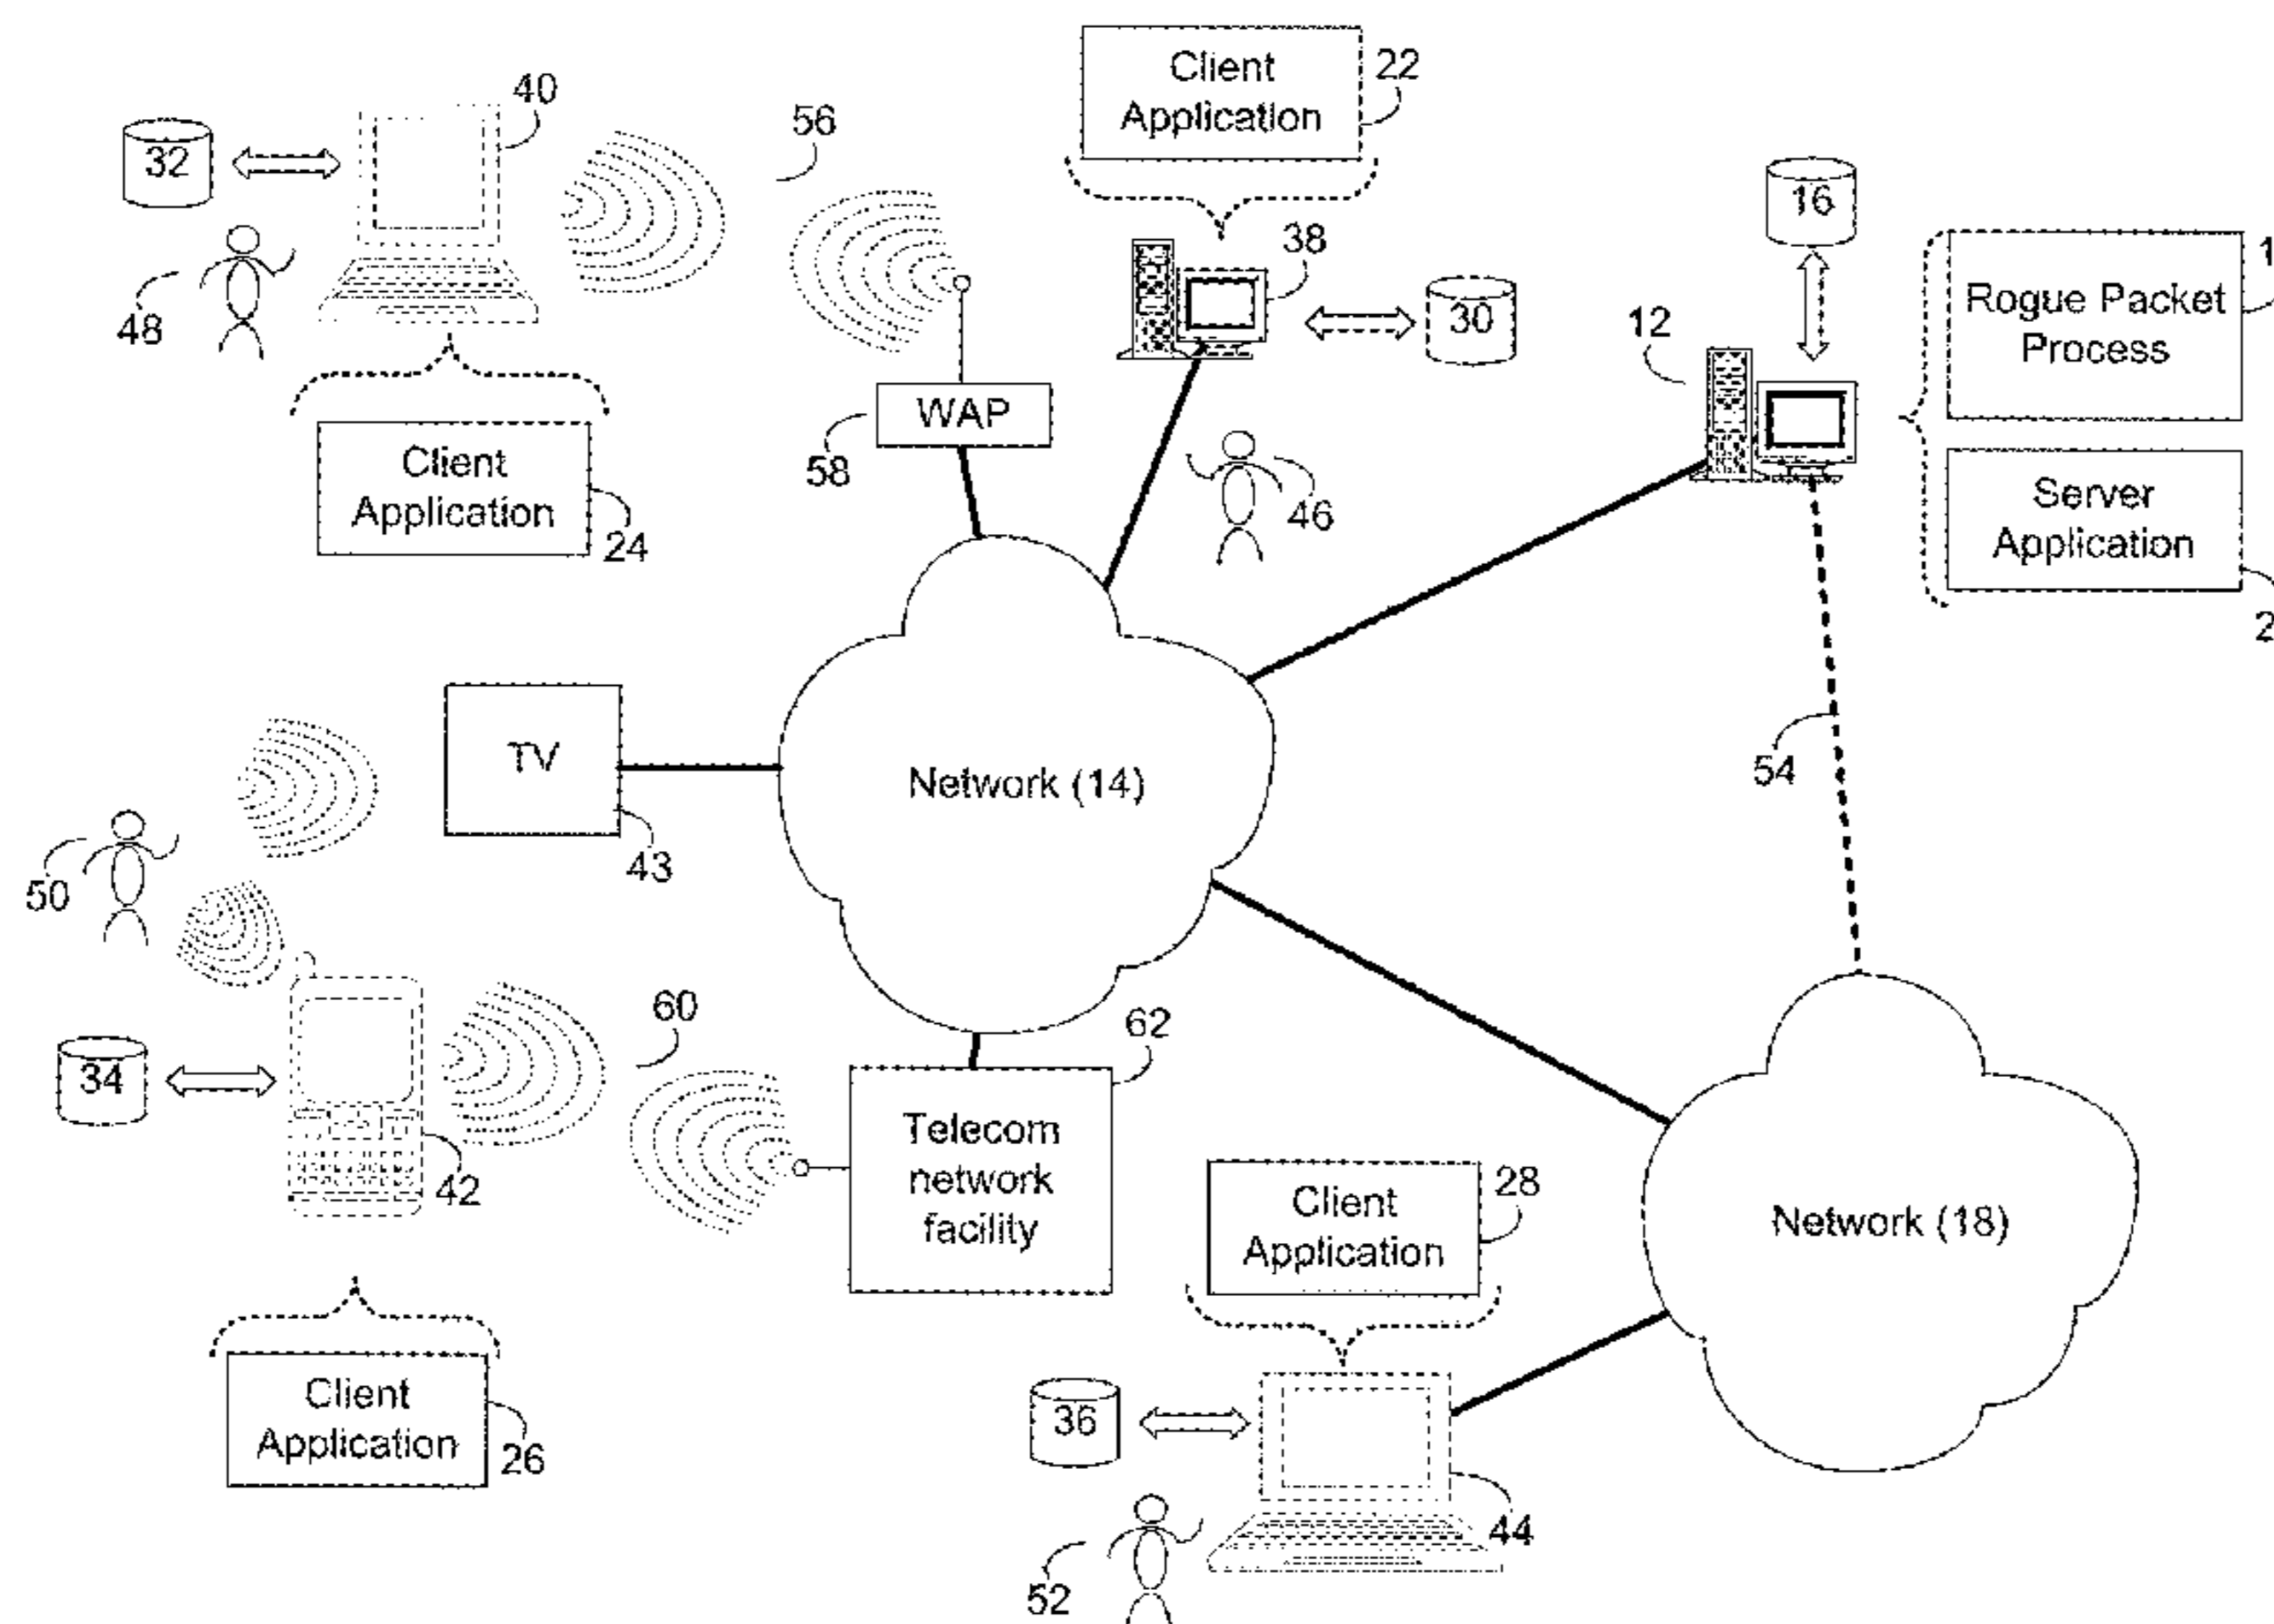 40
56
Client
Application
22
32
16
48
38
30
12
1
Rogue Packet
Process
WAP
58
Client
Application
24
46
Server
Application
2
TV
43
Network (14)
54
50
60
62
34
42
Telecom
network
facility
Client
Application
28
Network (18)
Client
Application
26
36
44
52